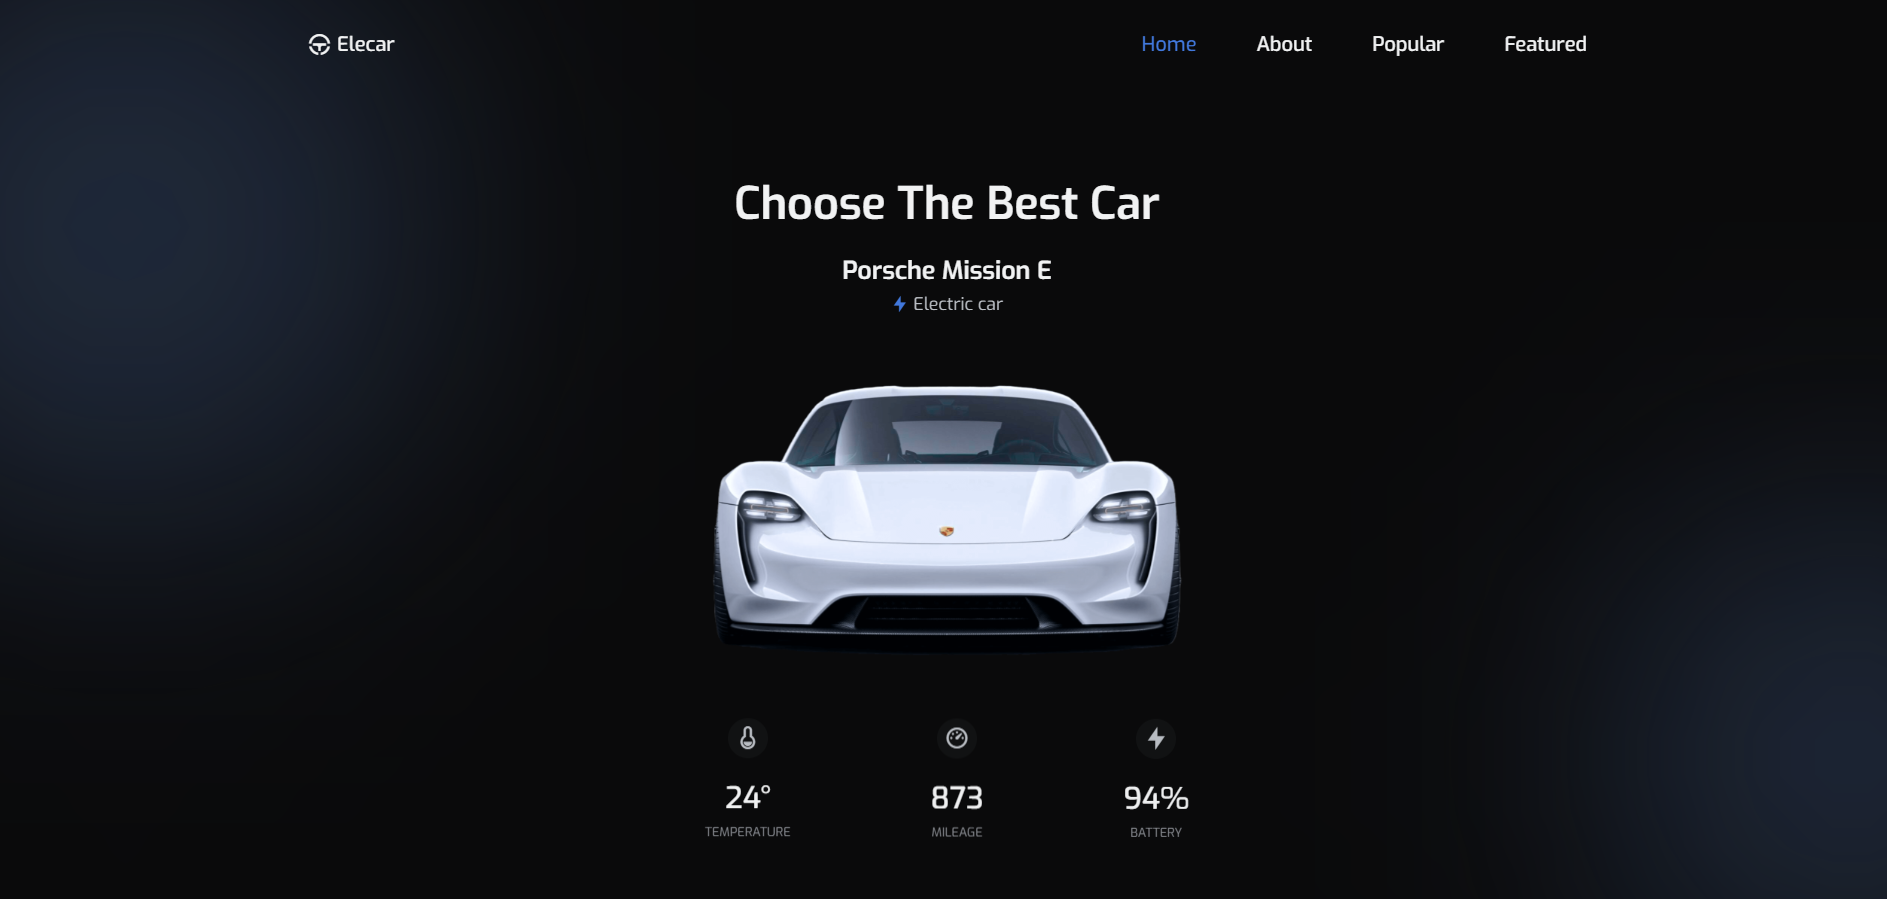 Elecar
Home About Popular Featured
Choose The Best Car
Porsche Mission E
Electric car
24° 873 94%
TEMPERATURE MILEAGE BATTERY